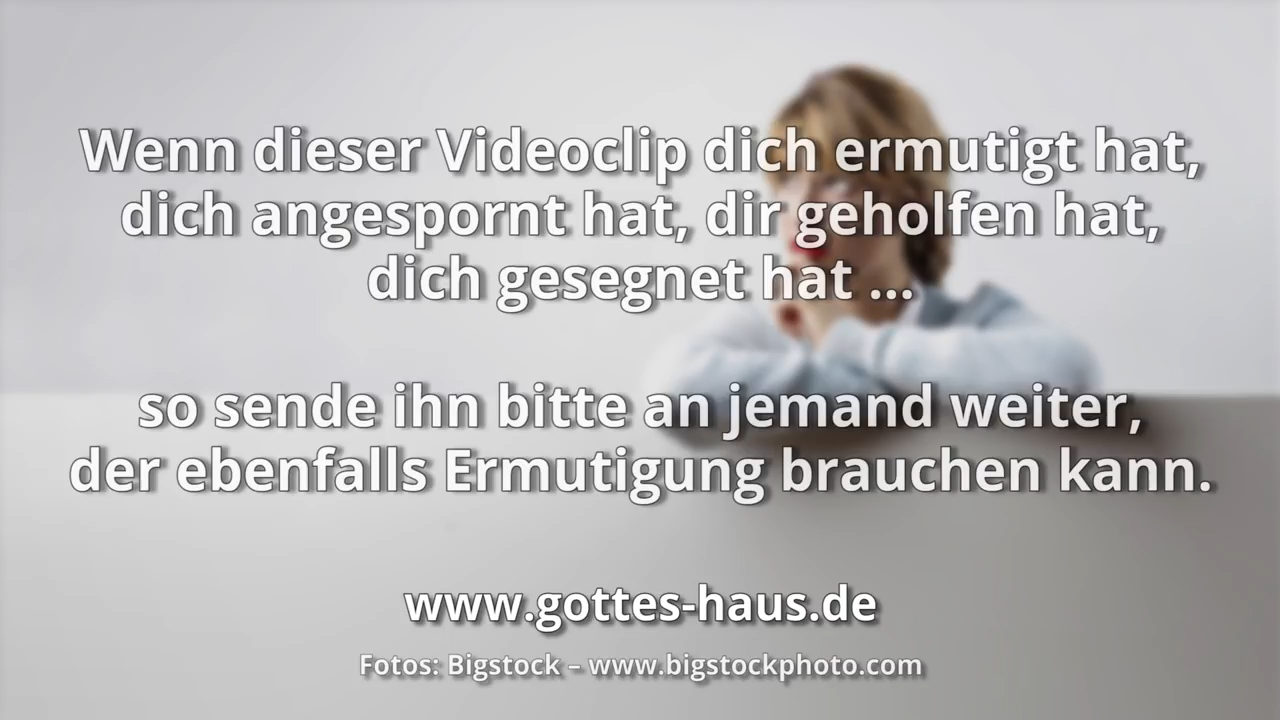 Wenn dieser Videoclip dich ermutigt hat,
dich angespornt hat, dir geholfen hat,
dich gesegnet hat ...
so sende ihn bitte an jemand weiter,
der ebenfalls Ermutigung brauchen kann.
www.gottes-haus.de
Fotos: Bigstock – www.bigstockphoto.com